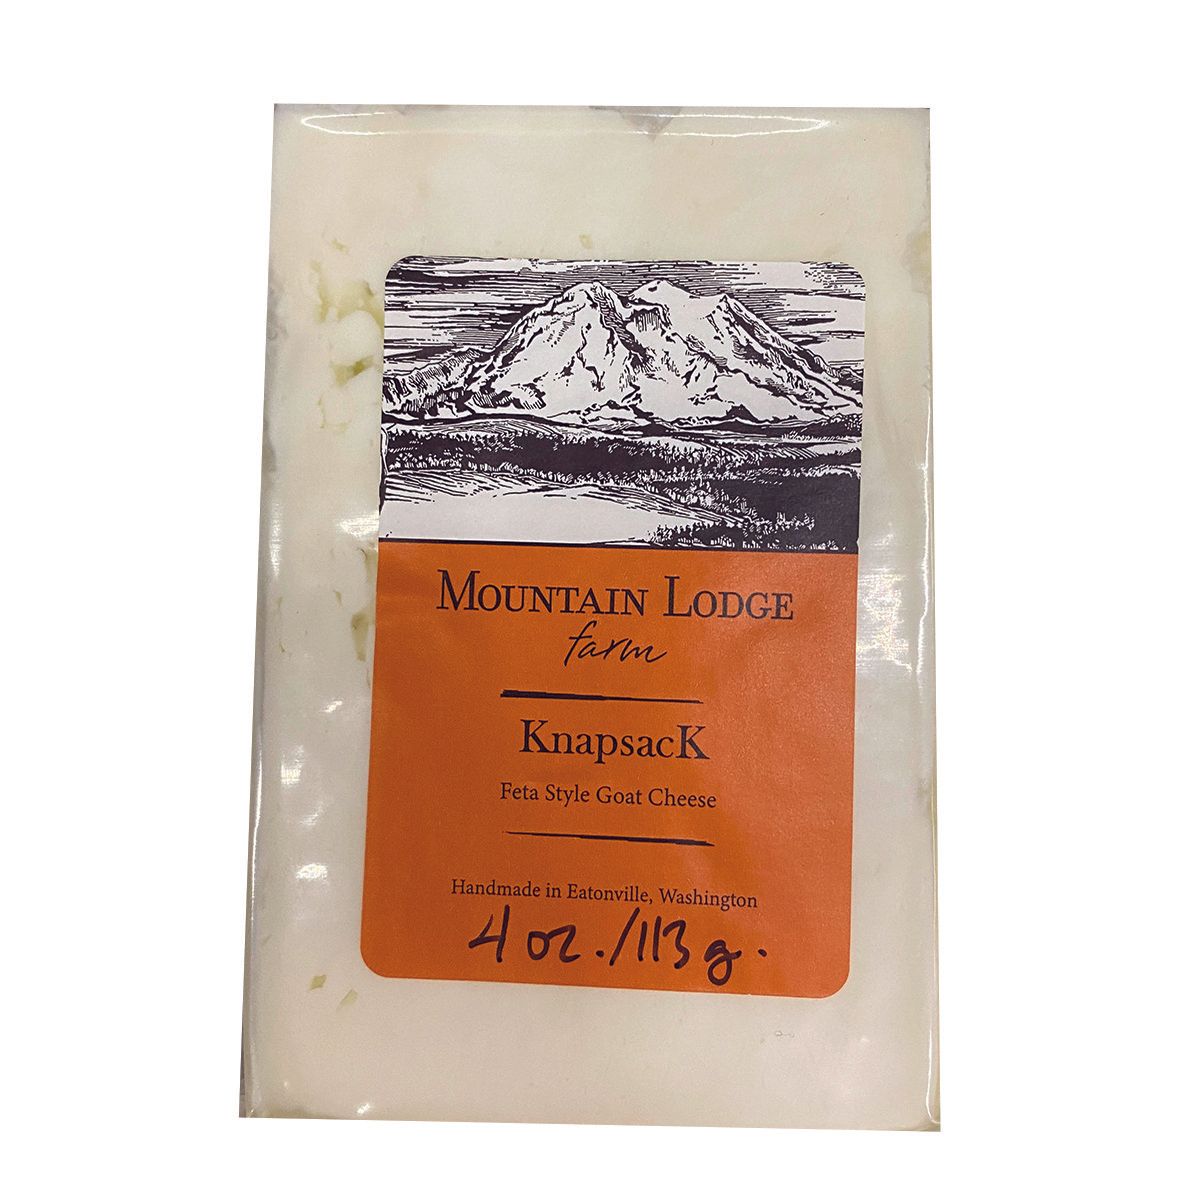 MOUNTAIN LODGE
farm
KnapsacK
Feta Style Goat Cheese
Handmade in Eatonville, Washington
4 oz./113 g.